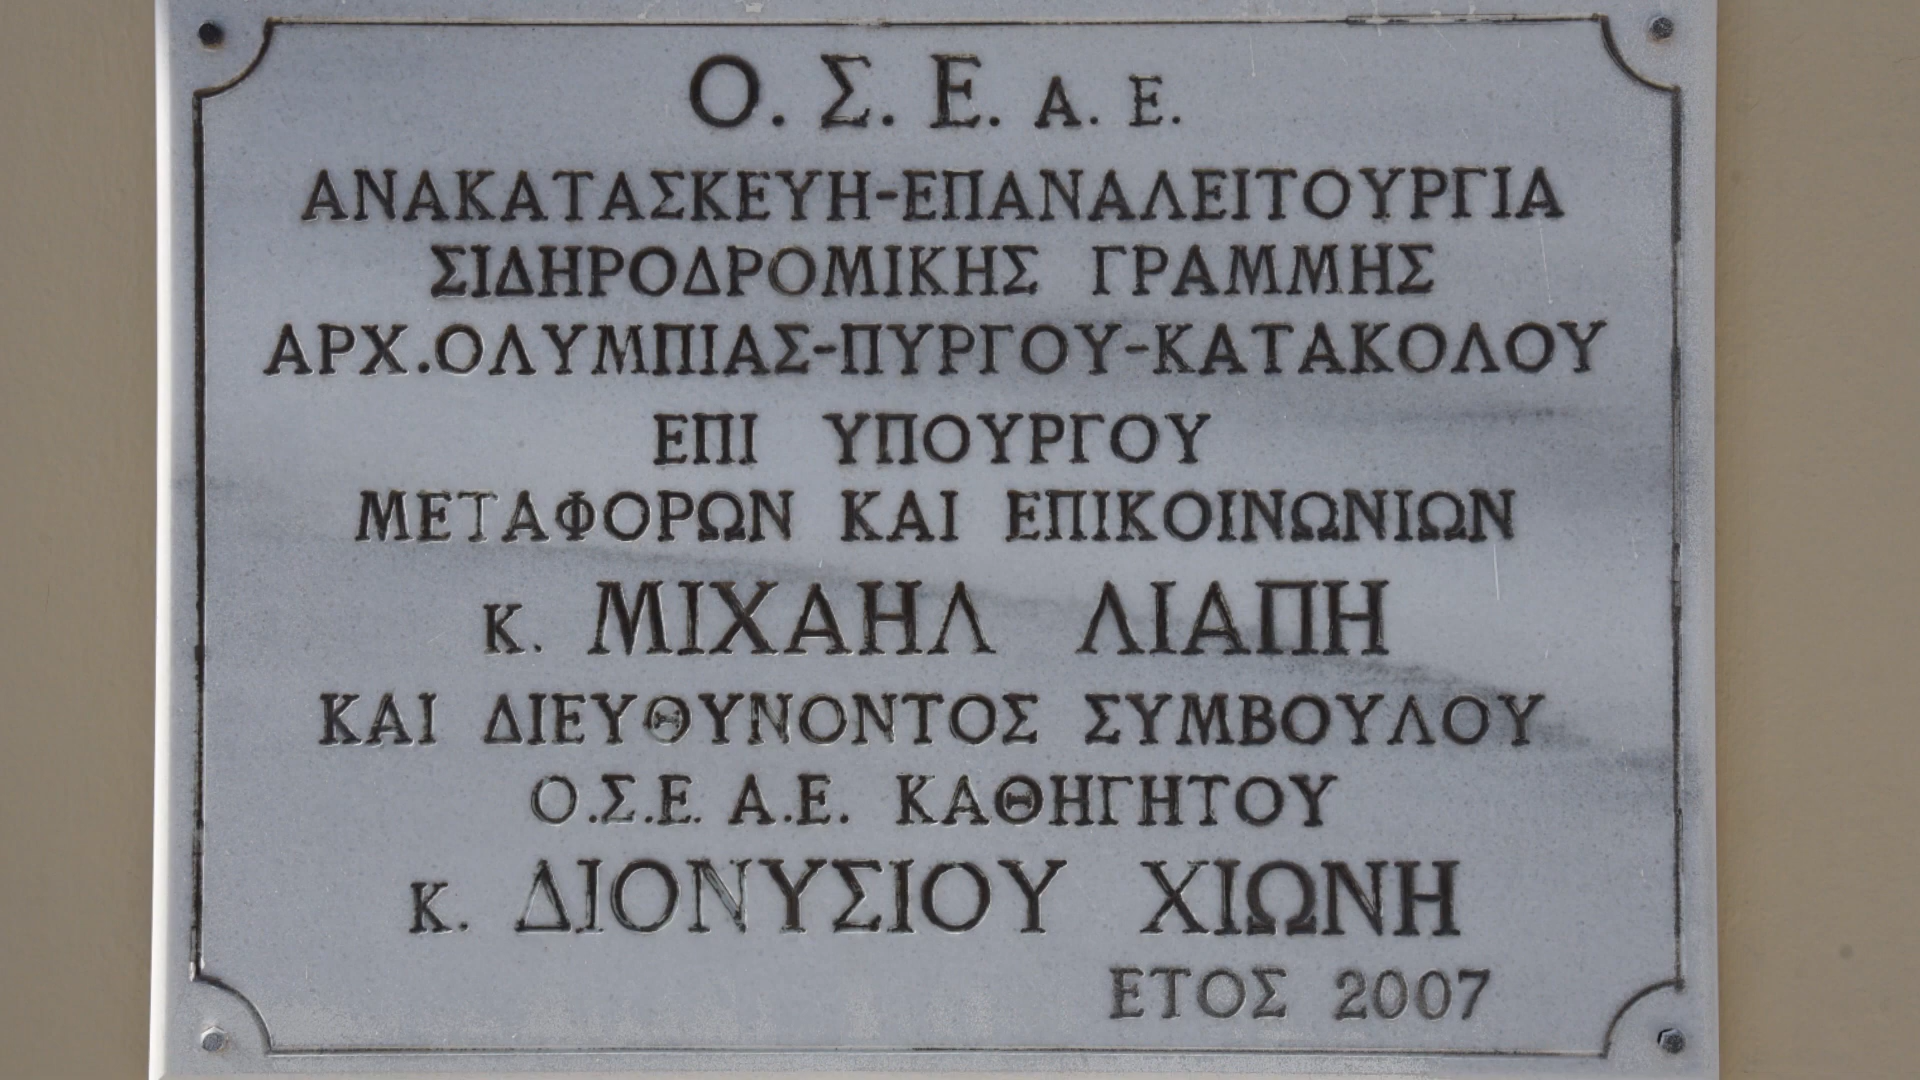 Ο.Σ.Ε. Α.Ε.
ΑΝΑΚΑΤΑΣΚΕΥΗ-ΕΠΑΝΑΛΕΙΤΟΥΡΓΙΑ
ΣΙΔΗΡΟΔΡΟΜΙΚΗΣ ΓΡΑΜΜΗΣ
ΑΡΧ.ΟΛΥΜΠΙΑΣ-ΠΥΡΓΟΥ-ΚΑΤΑΚΟΛΟΥ
ΕΠΙ ΥΠΟΥΡΓΟΥ
ΜΕΤΑΦΟΡΩΝ ΚΑΙ ΕΠΙΚΟΙΝΩΝΙΩΝ
Κ. ΜΙΧΑΗΛ ΛΙΑΠΗ
ΚΑΙ ΔΙΕΥΘΥΝΟΝΤΟΣ ΣΥΜΒΟΥΛΟΥ
Ο.Σ.Ε. Α.Ε. ΚΑΘΗΓΗΤΟΥ
Κ. ΔΙΟΝΥΣΙΟΥ ΧΙΩΝΗ
ΕΤΟΣ 2007